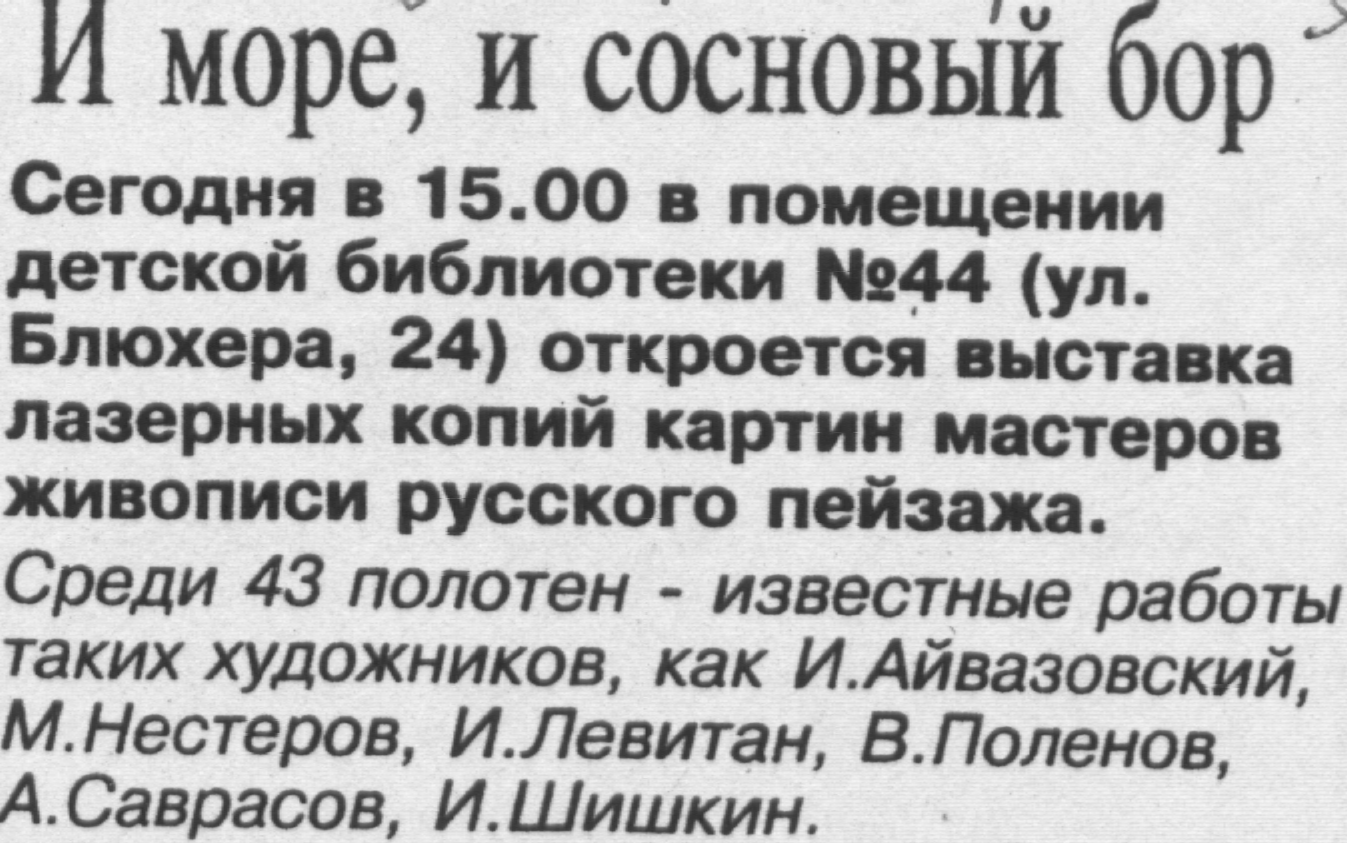 И море, и сосновый бор
Сегодня в 15.00 в помещении
детской библиотеки №44 (ул.
Блюхера, 24) откроется выставка
лазерных копий картин мастеров
живописи русского пейзажа.
Среди 43 полотен - известные работы
таких художников, как И.Айвазовский,
М.Нестеров, И.Левитан, В.Поленов,
А.Саврасов, И.Шишкин.